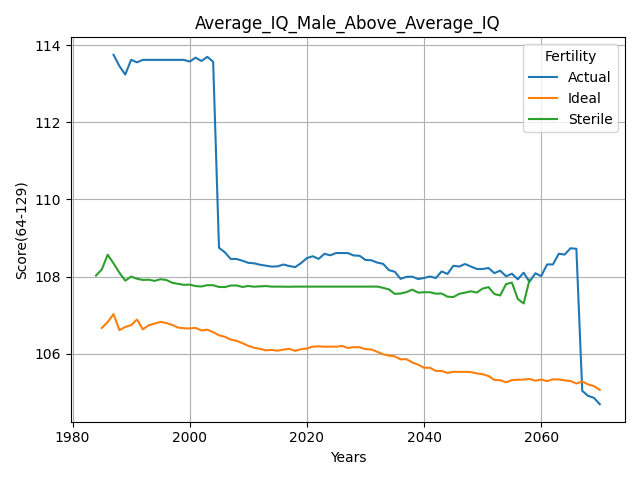 Average_IQ_Male_Above_Average_IQ
Fertility
Actual
Ideal
Sterile
Score(64-129)
114
112
110
108
106
1980
2000
2020
2040
2060
Years